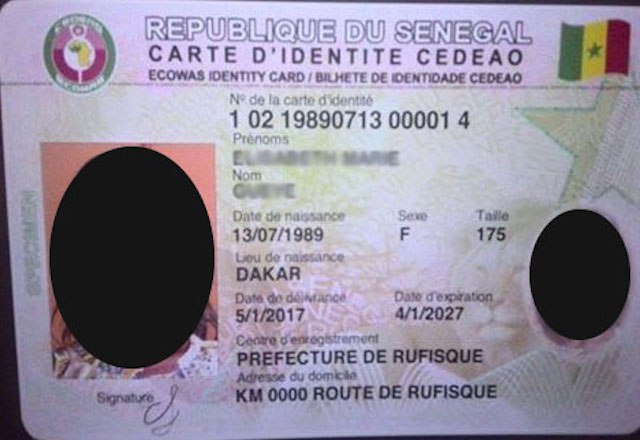 REPUBLIQUE DU SENEGAL
CARTE D'IDENTITE CEDEAO
ECOWAS IDENTITY CARD / BILHETE DE IDENTIDADE CEDEAO
N° de la carte d'identité
1 02 19890713 00001 4
Prénoms
Nom
Date de naissance Sexe Taille
13/07/1989 F 175
Lieu de naissance
DAKAR
Date de délivrance Date d'expiration
5/1/2017 4/1/2027
Centre d'enregistrement
PREFECTURE DE RUFISQUE
Adresse du domicile
KM 0000 ROUTE DE RUFISQUE
Signature
SPECIMEN